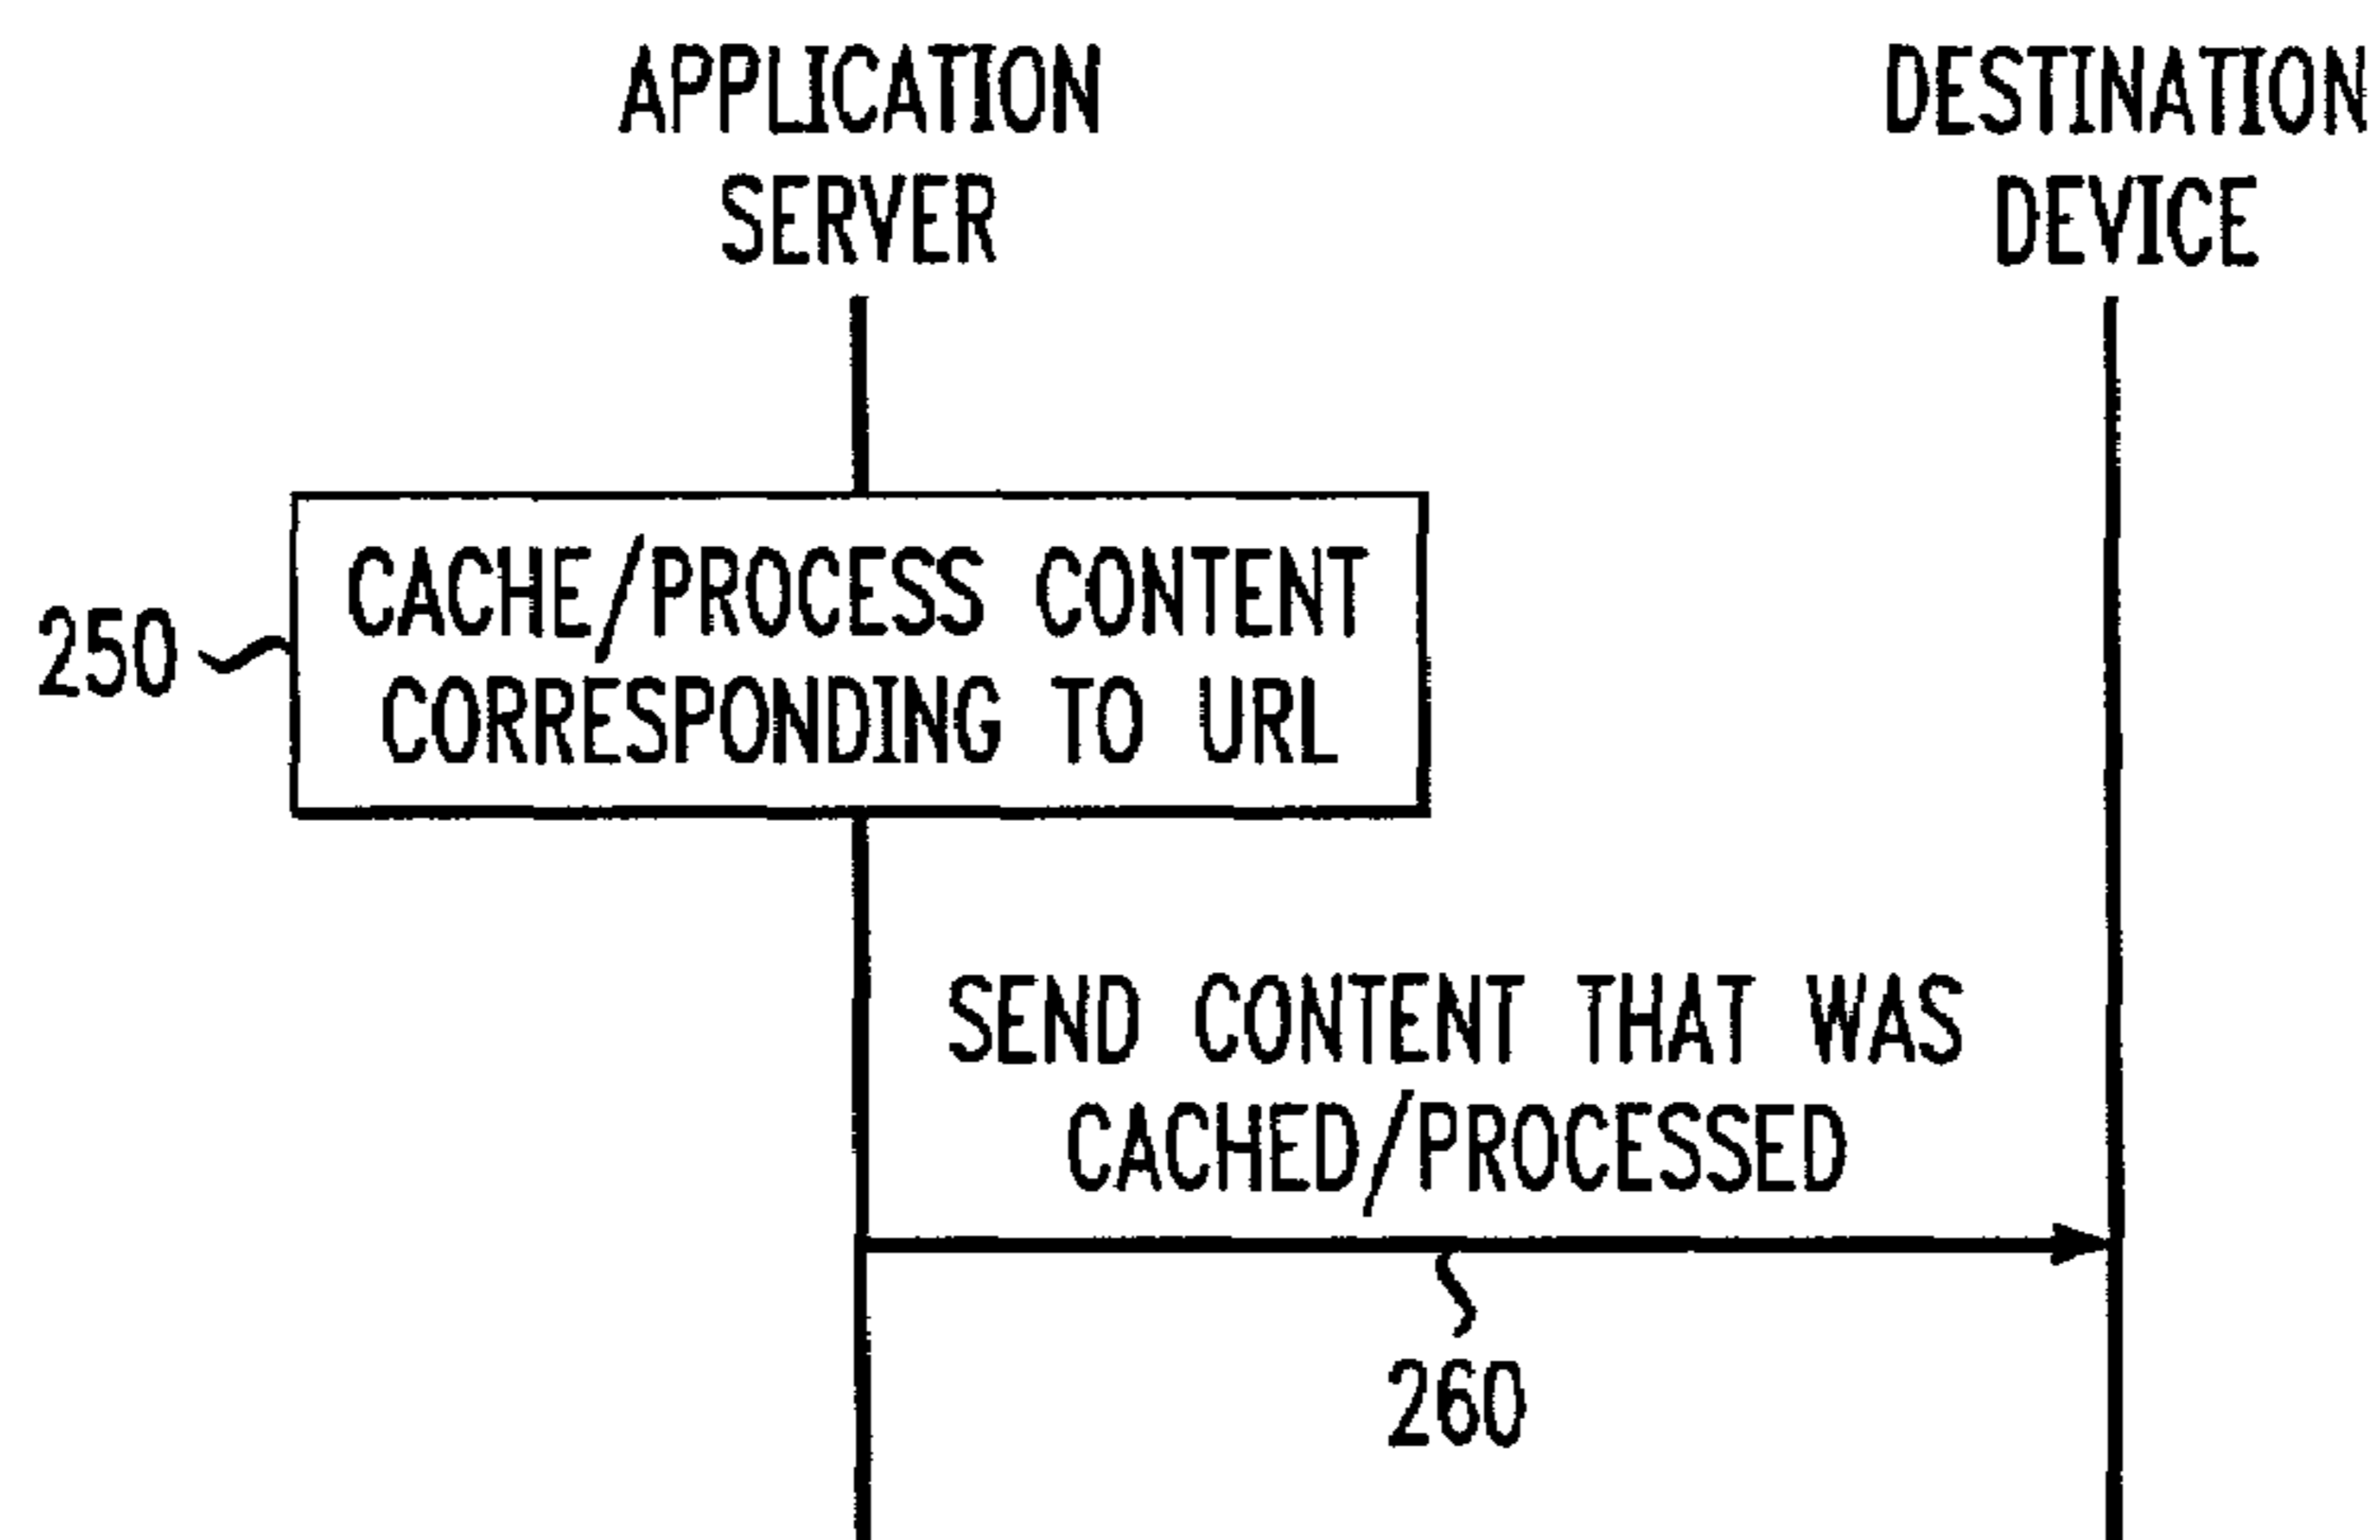 APPLICATION
SERVER
DESTINATION
DEVICE
CACHE/PROCESS CONTENT
CORRESPONDING TO URL
250
SEND CONTENT THAT WAS
CACHED/PROCESSED
260